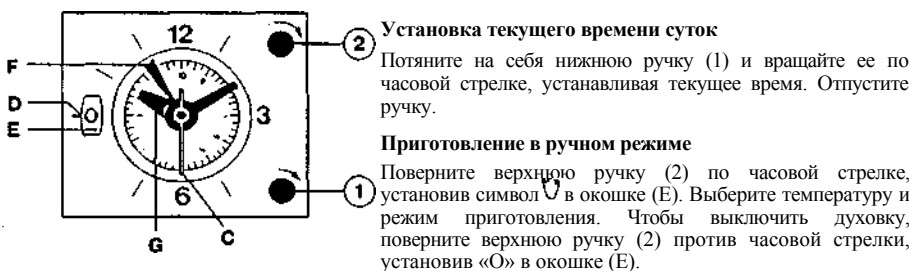 12
3
6
F
D
E
G
C
2
1
O
Установка текущего времени суток
Потяните на себя нижнюю ручку (1) и вращайте ее по
часовой стрелке, устанавливая текущее время. Отпустите
ручку.
Приготовление в ручном режиме
Поверните верхнюю ручку (2) по часовой стрелке,
установив символ в окошке (E). Выберите температуру и
режим приготовления. Чтобы выключить духовку,
поверните верхнюю ручку (2) против часовой стрелки,
установив «О» в окошке (E).